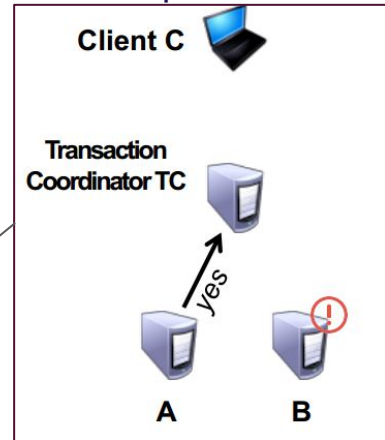 Client C
Transaction
Coordinator TC
yes
!
A B